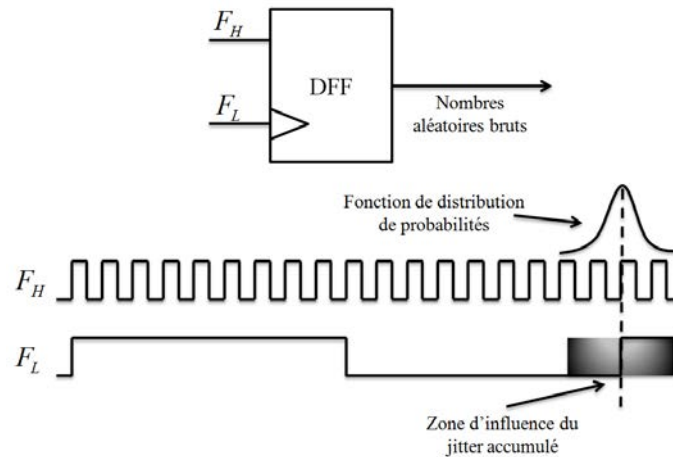 F_H
DFF
F_L
Nombres
aléatoires bruts
Fonction de distribution
de probabilités
F_H
F_L
Zone d'influence du
jitter accumulé